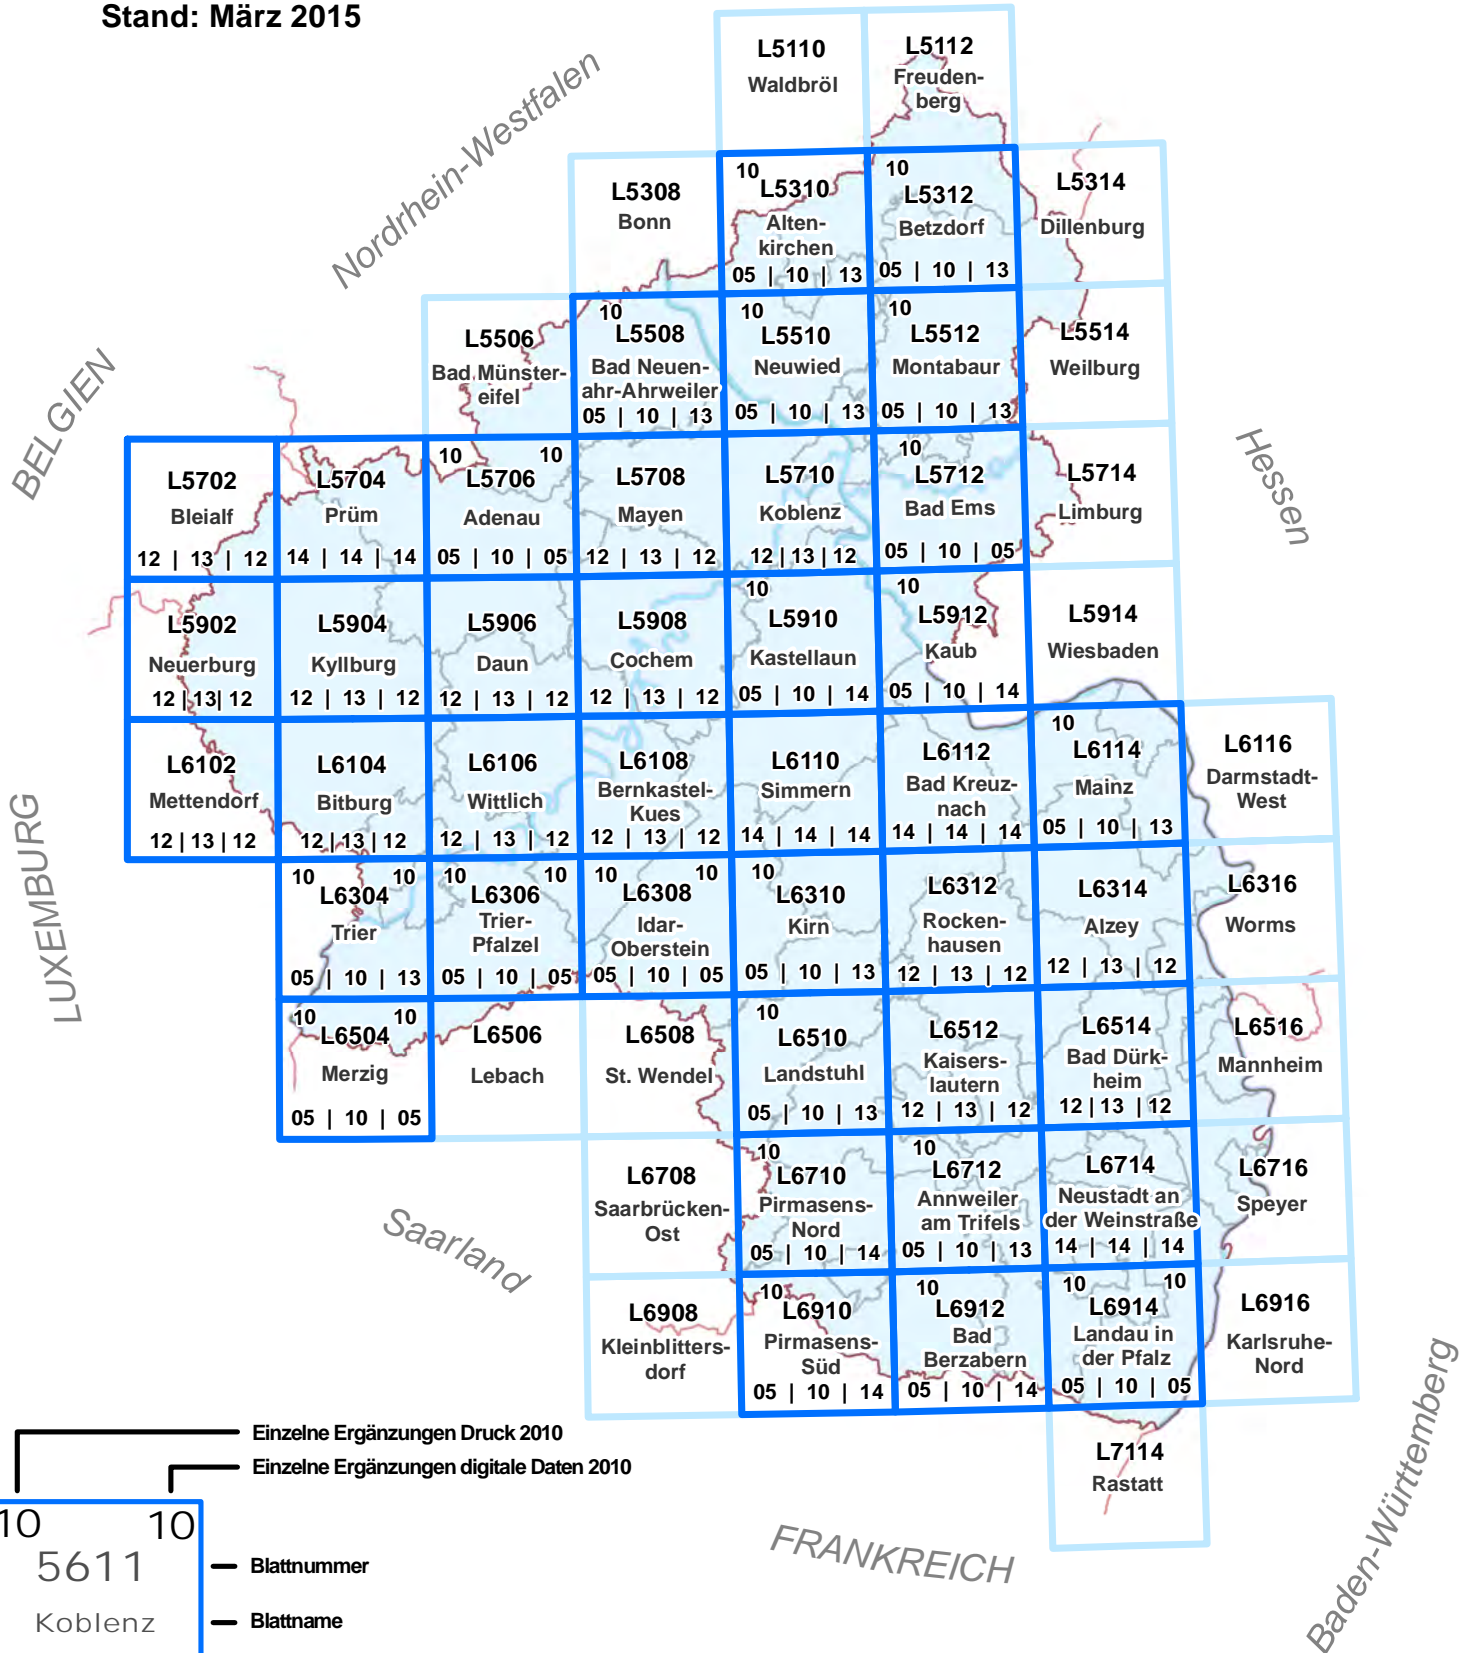 Stand: März 2015
L5110
Waldbröl
L5112
Freuden-
berg
Nordrhein-Westfalen
L5308
Bonn
10
L5310
Alten-
kirchen
05 | 10 | 13
10
L5312
Betzdorf
05 | 10 | 13
L5314
Dillenburg
L5506
Bad Münster-
eifel
10
L5508
Bad Neuen-
ahr-Ahrweiler
05 | 10 | 13
10
L5510
Neuwied
05 | 10 | 13
10
L5512
Montabaur
05 | 10 | 13
L5514
Weilburg
BELGIEN
L5702
Bleialf
12 | 13 | 12
L5704
Prüm
14 | 14 | 14
10 10
L5706
Adenau
05 | 10 | 05
L5708
Mayen
12 | 13 | 12
L5710
Koblenz
12 | 13 | 12
10
L5712
Bad Ems
05 | 10 | 05
L5714
Limburg
Hessen
L5902
Neuerburg
12 | 13 | 12
L5904
Kyllburg
12 | 13 | 12
L5906
Daun
12 | 13 | 12
L5908
Cochem
12 | 13 | 12
10
L5910
Kastellaun
05 | 10 | 14
10
L5912
Kaub
05 | 10 | 14
L5914
Wiesbaden
L6102
Mettendorf
12 | 13 | 12
L6104
Bitburg
12 | 13 | 12
L6106
Wittlich
12 | 13 | 12
L6108
Bernkastel-
Kues
12 | 13 | 12
L6110
Simmern
14 | 14 | 14
L6112
Bad Kreuz-
nach
14 | 14 | 14
10
L6114
Mainz
05 | 10 | 13
L6116
Darmstadt-
West
LUXEMBURG
10 10
L6304
Trier
05 | 10 | 13
10 10
L6306
Trier-
Pfalzel
05 | 10 | 05
10 10
L6308
Idar-
Oberstein
05 | 10 | 05
10
L6310
Kirn
05 | 10 | 13
L6312
Rocken-
hausen
12 | 13 | 12
L6314
Alzey
12 | 13 | 12
L6316
Worms
10 10
L6504
Merzig
05 | 10 | 05
L6506
Lebach
L6508
St. Wendel
10
L6510
Landstuhl
05 | 10 | 13
L6512
Kaisers-
lautern
12 | 13 | 12
L6514
Bad Dürk-
heim
12 | 13 | 12
L6516
Mannheim
Saarland
L6708
Saarbrücken-
Ost
10
L6710
Pirmasens-
Nord
05 | 10 | 14
10
L6712
Annweiler
am Trifels
05 | 10 | 13
L6714
Neustadt an
der Weinstraße
14 | 14 | 14
L6716
Speyer
L6908
Kleinblitters-
dorf
10
L6910
Pirmasens-
Süd
05 | 10 | 14
10
L6912
Bad
Berzabern
05 | 10 | 14
10 10
L6914
Landau in
der Pfalz
05 | 10 | 05
L6916
Karlsruhe-
Nord
L7114
Rastatt
FRANKREICH
Baden-Württemberg
Einzelne Ergänzungen Druck 2010
Einzelne Ergänzungen digitale Daten 2010
10 10
5611
Blattnummer
Koblenz
Blattname